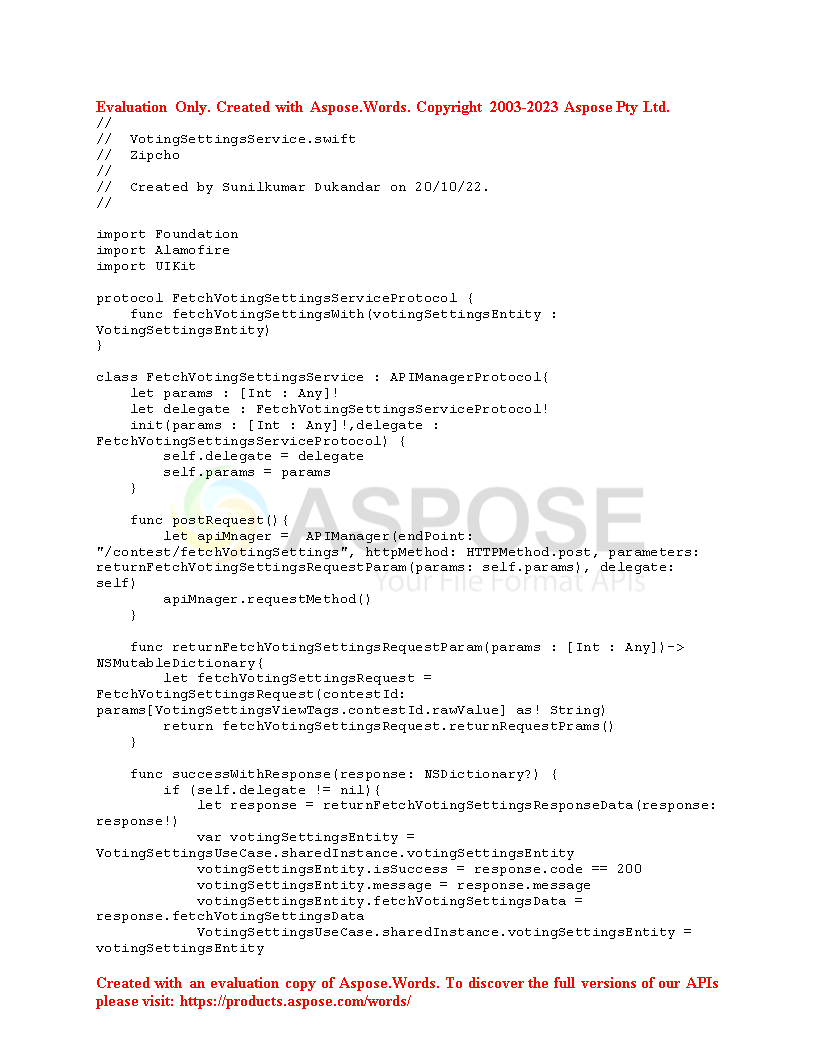 Evaluation Only. Created with Aspose.Words. Copyright 2003-2023 Aspose Pty Ltd.
//
//  VotingSettingsService.swift
//  Zipcho
//
//  Created by Sunilkumar Dukandar on 20/10/22.
//

import Foundation
import Alamofire
import UIKit

protocol FetchVotingSettingsServiceProtocol {
    func fetchVotingSettingsWith(votingSettingsEntity :
VotingSettingsEntity)
}

class FetchVotingSettingsService : APIManagerProtocol{
    let params : [Int : Any]!
    let delegate : FetchVotingSettingsServiceProtocol!
    init(params : [Int : Any]!,delegate :
FetchVotingSettingsServiceProtocol) {
        self.delegate = delegate
        self.params = params
    }

    func postRequest(){
        let apiMnager =  APIManager(endPoint:
"/contest/fetchVotingSettings", httpMethod: HTTPMethod.post, parameters:
returnFetchVotingSettingsRequestParam(params: self.params), delegate:
self)
        apiMnager.requestMethod()
    }

    func returnFetchVotingSettingsRequestParam(params : [Int : Any])->
NSMutableDictionary{
        let fetchVotingSettingsRequest =
FetchVotingSettingsRequest(contestId:
params[VotingSettingsViewTags.contestId.rawValue] as! String)
        return fetchVotingSettingsRequest.returnRequestPrams()
    }

    func successWithResponse(response: NSDictionary?) {
        if (self.delegate != nil){
            let response = returnFetchVotingSettingsResponseData(response:
response!)
            var votingSettingsEntity =
VotingSettingsUseCase.sharedInstance.votingSettingsEntity
            votingSettingsEntity.isSuccess = response.code == 200
            votingSettingsEntity.message = response.message
            votingSettingsEntity.fetchVotingSettingsData =
response.fetchVotingSettingsData
            VotingSettingsUseCase.sharedInstance.votingSettingsEntity =
votingSettingsEntity
ASPOSE
Your File Format APIs
Created with an evaluation copy of Aspose.Words. To discover the full versions of our APIs
please visit: https://products.aspose.com/words/